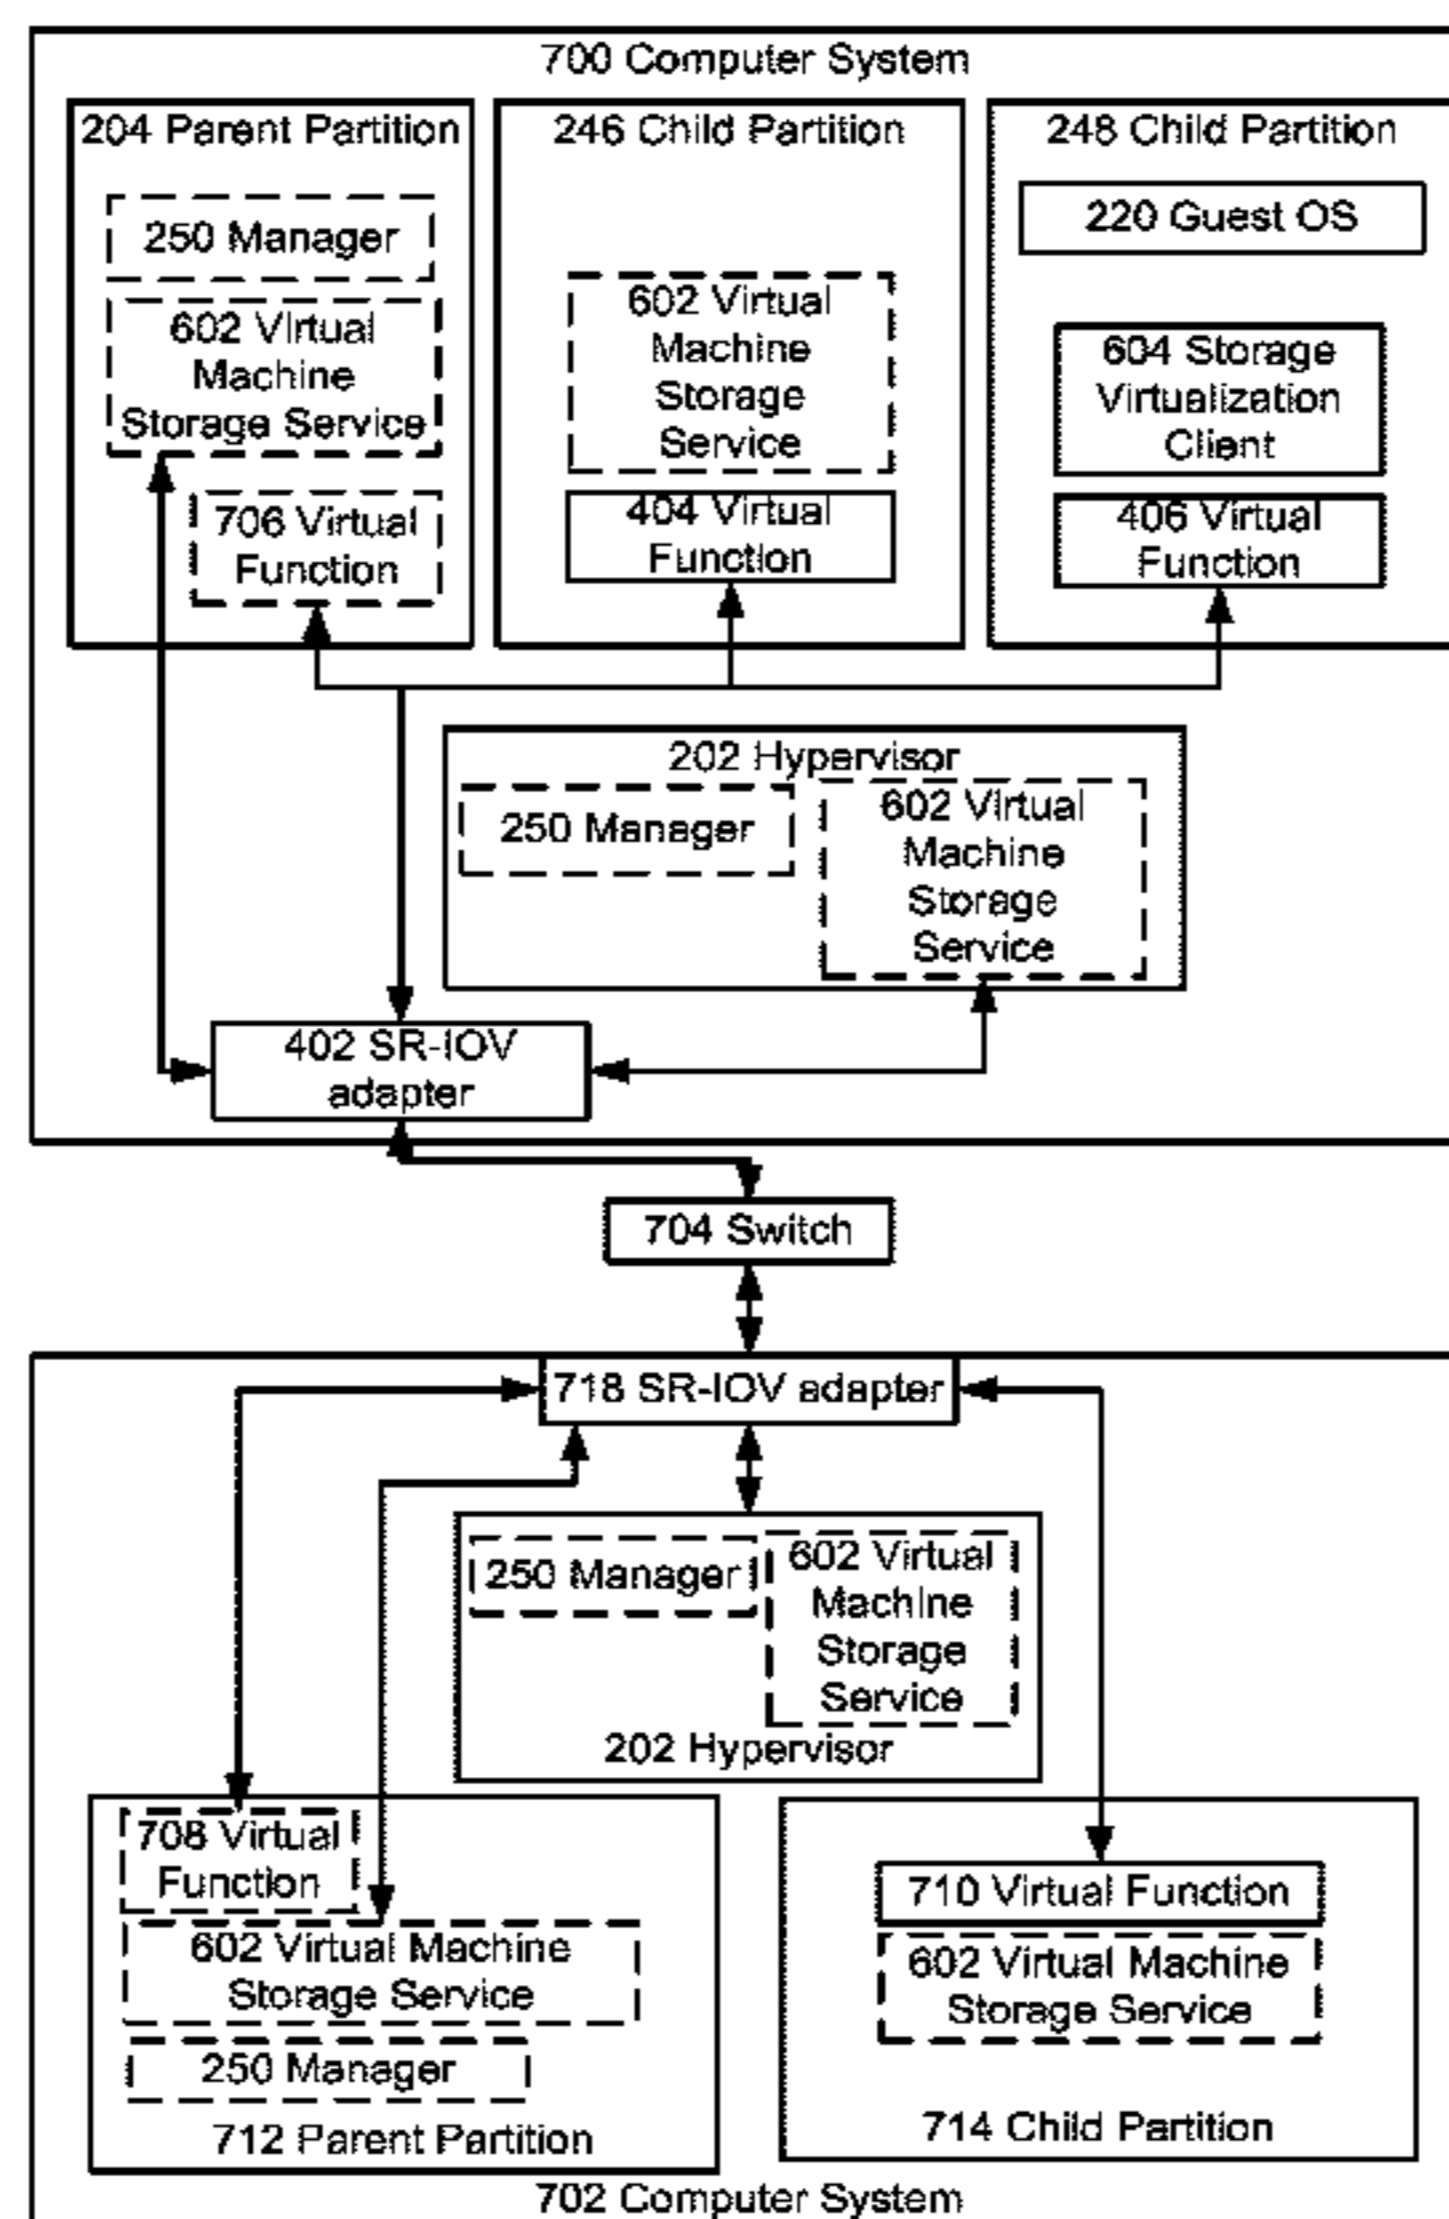 700 Computer System
204 Parent Partition
250 Manager
602 Virtual
Machine
Storage Service
706 Virtual
Function
246 Child Partition
602 Virtual
Machine
Storage
Service
404 Virtual
Function
248 Child Partition
220 Guest OS
604 Storage
Virtualization
Client
406 Virtual
Function
202 Hypervisor
250 Manager
602 Virtual
Machine
Storage
Service
402 SR-IOV
adapter
704 Switch
718 SR-IOV adapter
250 Manager
602 Virtual
Machine
Storage
Service
202 Hypervisor
708 Virtual
Function
602 Virtual Machine
Storage Service
250 Manager
712 Parent Partition
710 Virtual Function
602 Virtual Machine
Storage Service
714 Child Partition
702 Computer System